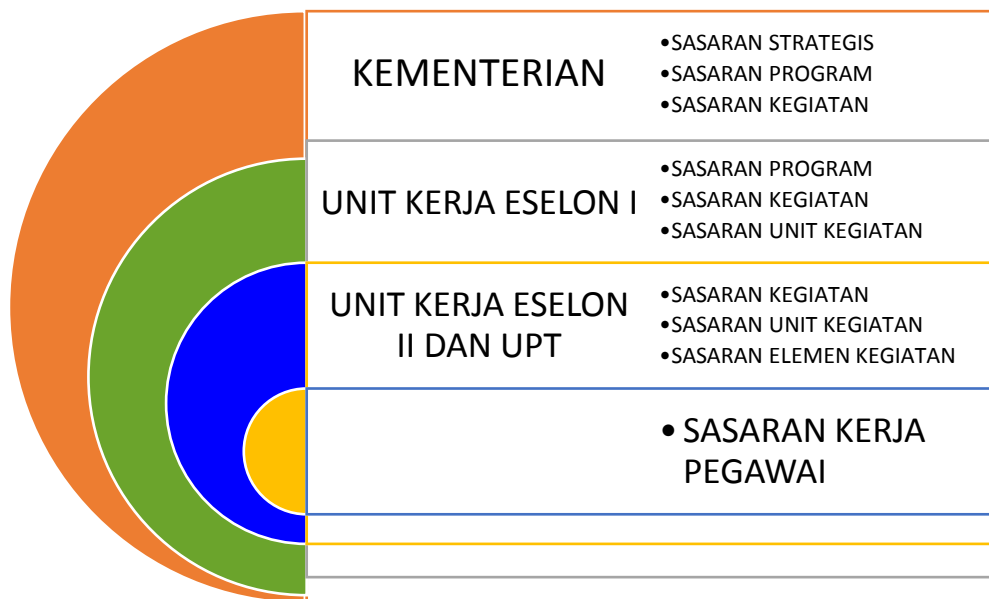 KEMENTERIAN
•SASARAN STRATEGIS
•SASARAN PROGRAM
•SASARAN KEGIATAN
UNIT KERJA ESELON I
•SASARAN PROGRAM
•SASARAN KEGIATAN
•SASARAN UNIT KEGIATAN
UNIT KERJA ESELON
II DAN UPT
•SASARAN KEGIATAN
•SASARAN UNIT KEGIATAN
•SASARAN ELEMEN KEGIATAN
• SASARAN KERJA
PEGAWAI